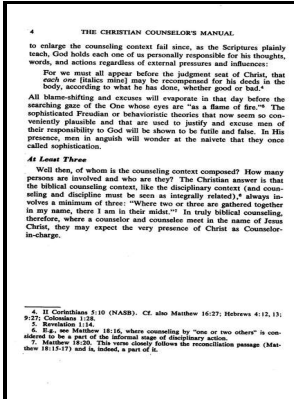 4 THE CHRISTIAN COUNSELOR'S MANUAL
to enlarge the counseling context fail since, as the Scriptures plainly
teach, God holds each one of us personally responsible for his thoughts,
words, and actions regardless of external pressures and influences:
For we must all appear before the judgment seat of Christ, that
each one [italics mine] may be recompensed for his deeds in the
body, according to what he has done, whether good or bad.⁴
All blame-shifting and excuses will evaporate in that day before the
searching gaze of the One whose eyes are "as a flame of fire."⁵ The
sophisticated Freudian or behavioristic theories that now seem so con-
veniently plausible and that are used to justify and excuse men of
their responsibility to God will be shown to be futile and false. In His
presence, men in anguish will wonder at the naivete that they once
called sophistication.
At Least Three
Well then, of whom is the counseling context composed? How many
persons are involved and who are they? The Christian answer is that
the biblical counseling context, like the disciplinary context (and coun-
seling and discipline must be seen as integrally related),⁶ always in-
volves a minimum of three: "Where two or three are gathered together
in my name, there I am in their midst."⁷ In truly biblical counseling,
therefore, where a counselor and counselee meet in the name of Jesus
Christ, they may expect the very presence of Christ as Counselor-
in-charge.
4. II Corinthians 5:10 (NASB). Cf. also Matthew 16:27; Hebrews 4:12, 13;
9:27; Colossians 1:28.
5. Revelation 1:14.
6. E.g., see Matthew 18:16, where counseling by "one or two others" is con-
sidered to be a part of the informal stage of disciplinary action.
7. Matthew 18:20. This verse closely follows the reconciliation passage (Mat-
thew 18:15-17) and is, indeed, a part of it.